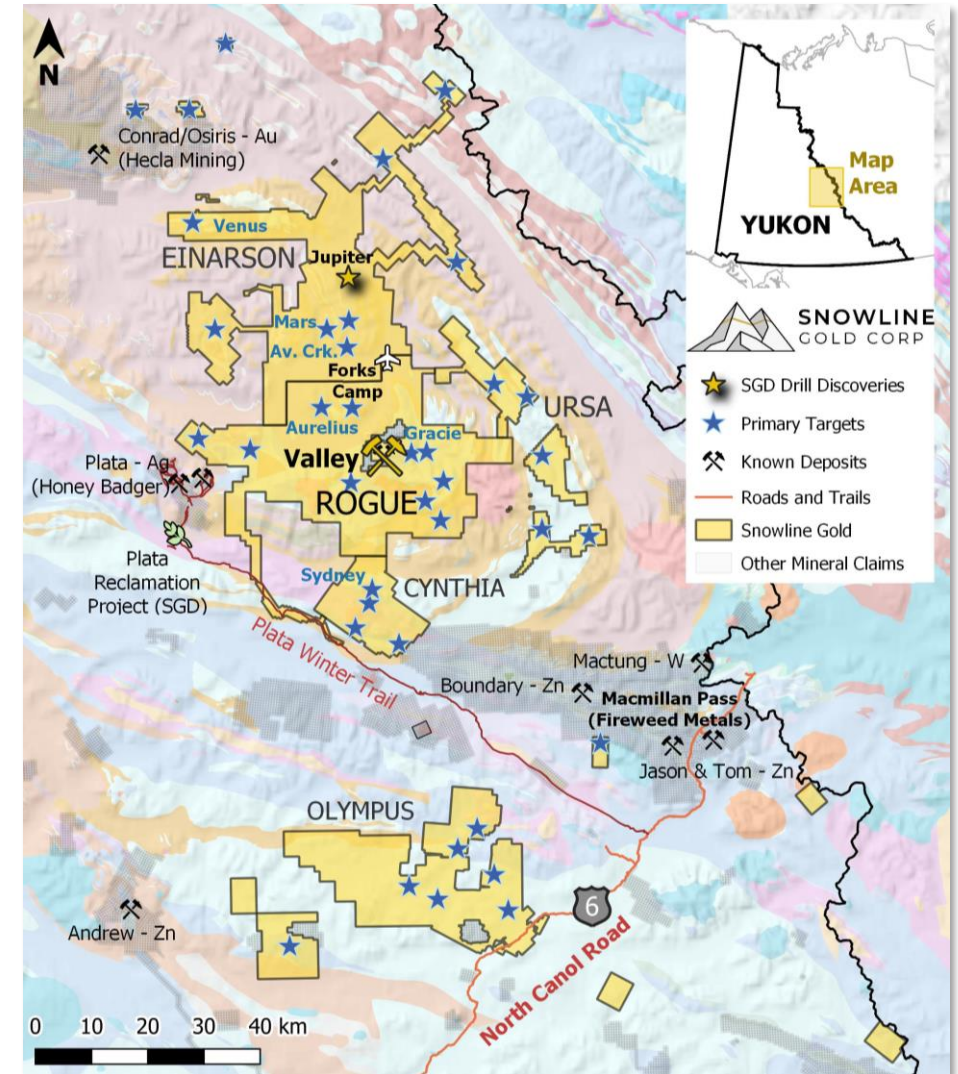 N
Conrad/Osiris - Au
(Hecla Mining)
Venus
EINARSON
Jupiter
Mars
Av. Crk.
Forks
Camp
Aurelius
Gracie
Valley
ROGUE
URSA
Plata - Ag
(Honey Badger)
Plata
Reclamation
Project (SGD)
Sydney
CYNTHIA
Plata Winter Trail
Mactung - W
Boundary - Zn
Macmillan Pass
(Fireweed Metals)
Jason & Tom - Zn
OLYMPUS
Andrew - Zn
6
North Canol Road
0 10 20 30 40 km
Map
Area
YUKON
SNOWLINE
GOLD CORP
SGD Drill Discoveries
Primary Targets
Known Deposits
Roads and Trails
Snowline Gold
Other Mineral Claims